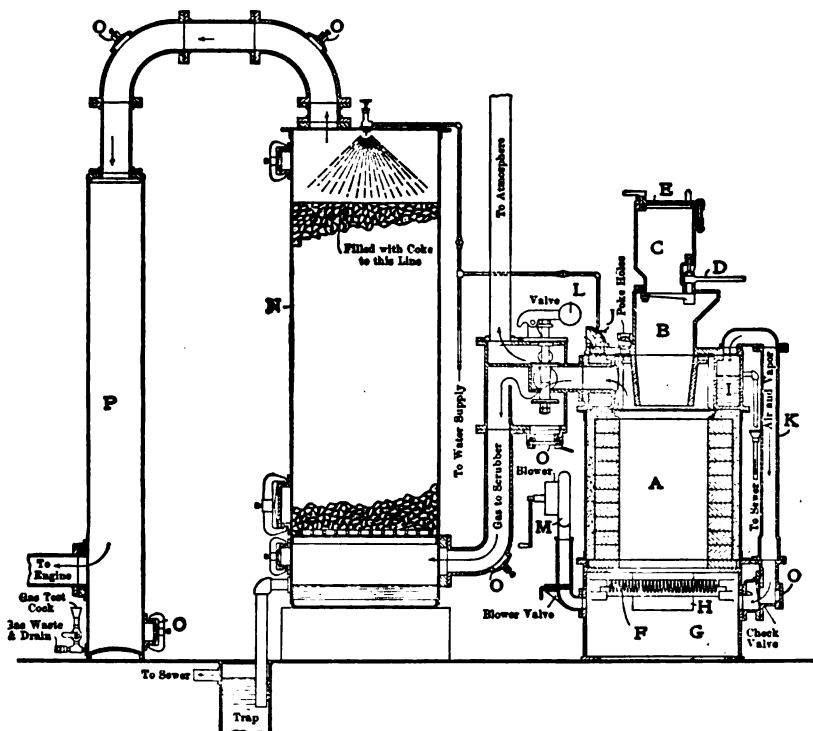 O
O
E
To Atmosphere
C
Filled with Coke
to this Line
D
Valve
L
J
Poke Holes
B
N
I
Air and Vapor
K
P
To Water Supply
Gas to Scrubber
O
Blower
A
M
To Sewer
To
Engine
Gas Test
Cock
Gas Waste
& Drain
O
O
Blower Valve
H
F
G
O
Check
Valve
To Sewer
Trap